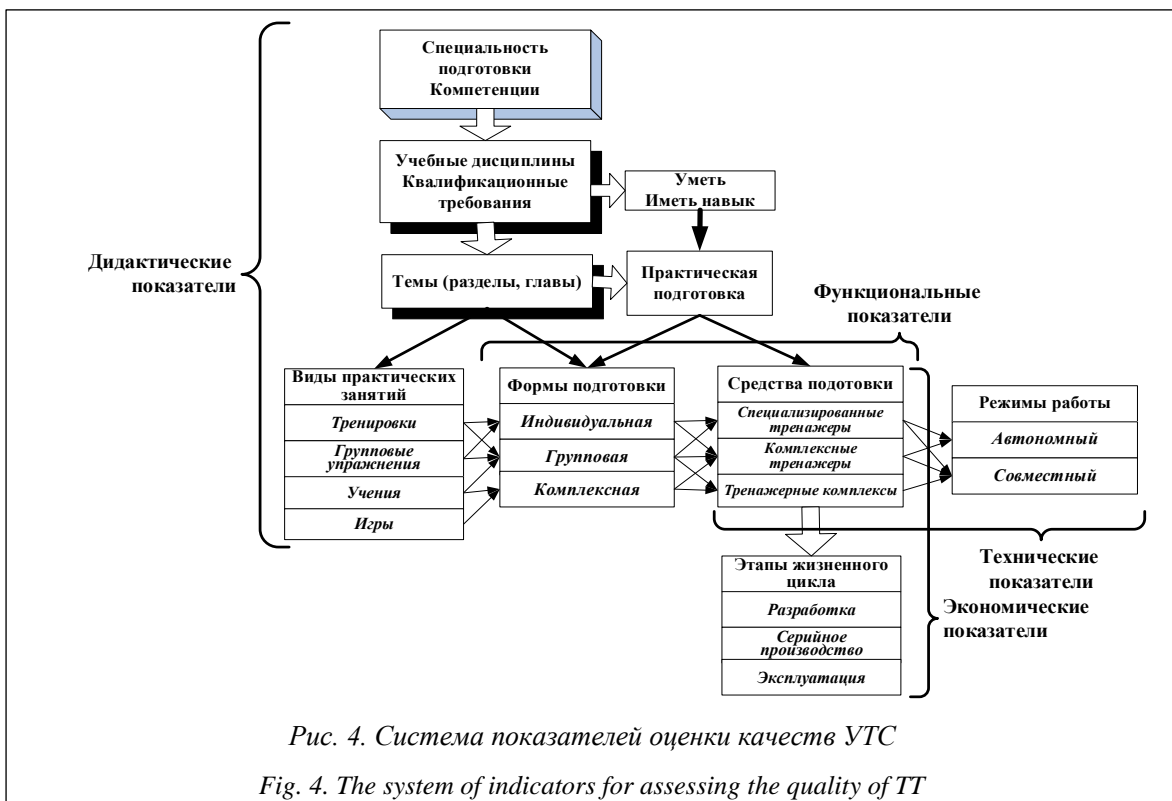 Специальность
подготовки
Компетенции
Учебные дисциплины
Квалификационные
требования
Уметь
Иметь навык
Дидактические
показатели
Темы (разделы, главы)
Практическая
подготовка
Функциональные
показатели
Виды практических
занятий
Тренировки
Групповые
упражнения
Учения
Игры
Формы подготовки
Индивидуальная
Групповая
Комплексная
Средства подотовки
Специализированные
тренажеры
Комплексные
тренажеры
Тренажерные комплексы
Режимы работы
Автономный
Совместный
Этапы жизненного
цикла
Разработка
Серийное
производство
Эксплуатация
Технические
показатели
Экономические
показатели
Рис. 4. Система показателей оценки качеств УТС
Fig. 4. The system of indicators for assessing the quality of TT